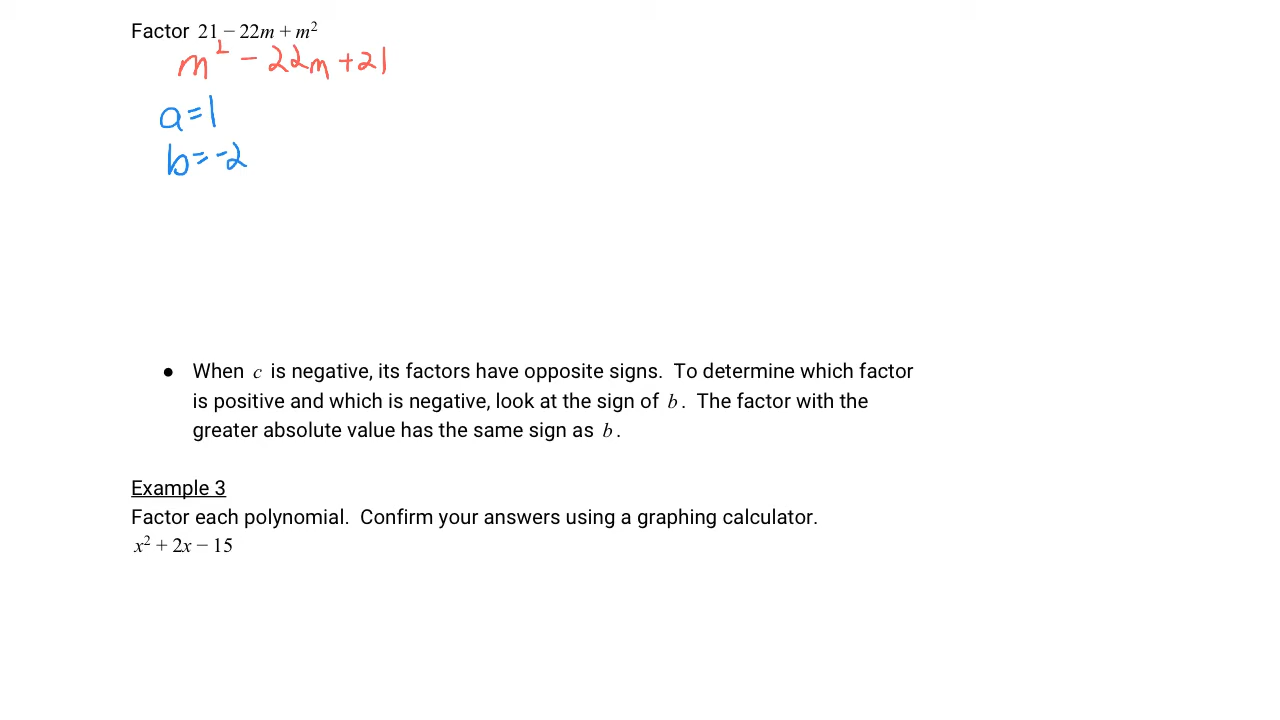 Factor 21 − 22m + m²
m² - 22m + 21
a = 1
b = -2
● When c is negative, its factors have opposite signs. To determine which factor
is positive and which is negative, look at the sign of b. The factor with the
greater absolute value has the same sign as b.
Example 3
Factor each polynomial. Confirm your answers using a graphing calculator.
x² + 2x − 15